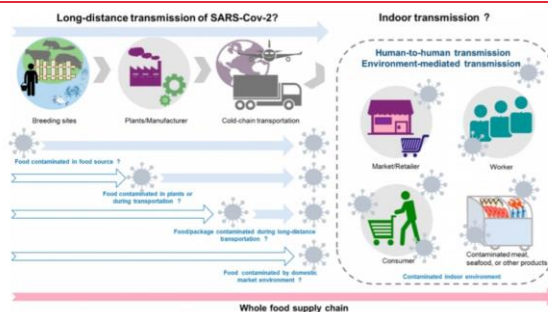 Long-distance transmission of SARS-Cov-2?
Indoor transmission ?
Human-to-human transmission
Environment-mediated transmission
Breeding sites
Plants/Manufacturer
Cold-chain transportation
Market/Retailer
Worker
Food contaminated in food source ?
Food contaminated in plants or
during transportation ?
Food/package contaminated during long-distance
transportation ?
Food contaminated by domestic
market environment ?
Consumer
Contaminated meat,
seafood, or other products
Contaminated indoor environment
Whole food supply chain